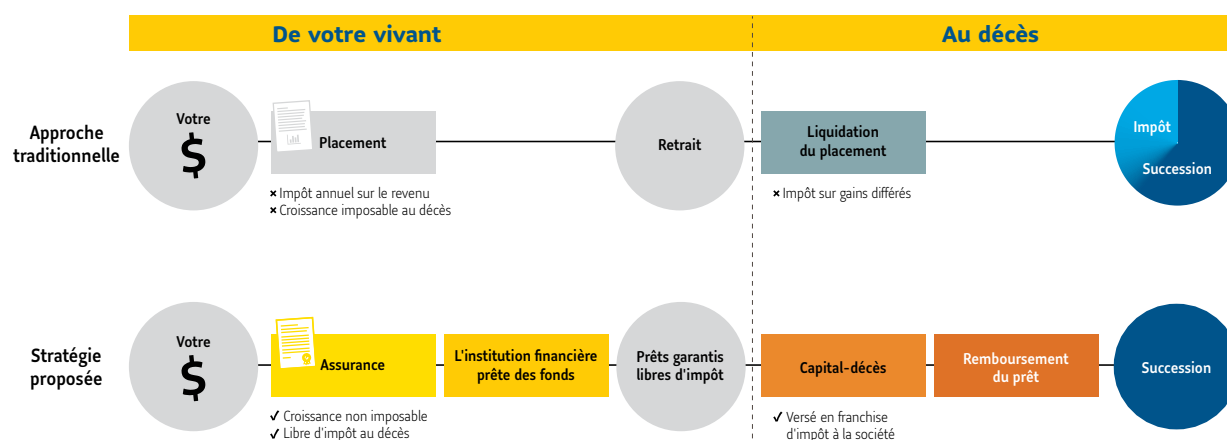 De votre vivant
Au décès
Approche
traditionnelle
Votre
$
Placement
× Impôt annuel sur le revenu
× Croissance imposable au décès
Retrait
Liquidation
du placement
× Impôt sur gains différés
Impôt
Succession
Stratégie
proposée
Votre
$
Assurance
✓ Croissance non imposable
✓ Libre d'impôt au décès
L'institution financière
prête des fonds
Prêts garantis
libres d'impôt
Capital-décès
✓ Versé en franchise
d'impôt à la société
Remboursement
du prêt
Succession